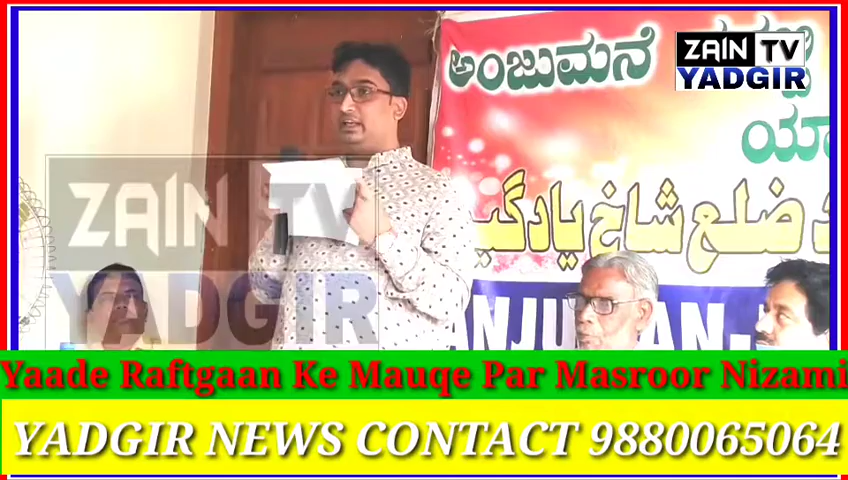 ಅಂಜುಮನೆ
ZAIN TV
YADGIR
ಯಾ
ضلع شاخ یادگیر
ZAIN TV
YADGIR
ANJUMAN
Yaade Raftgaan Ke Mauqe Par Masroor Nizami
YADGIR NEWS CONTACT 9880065064